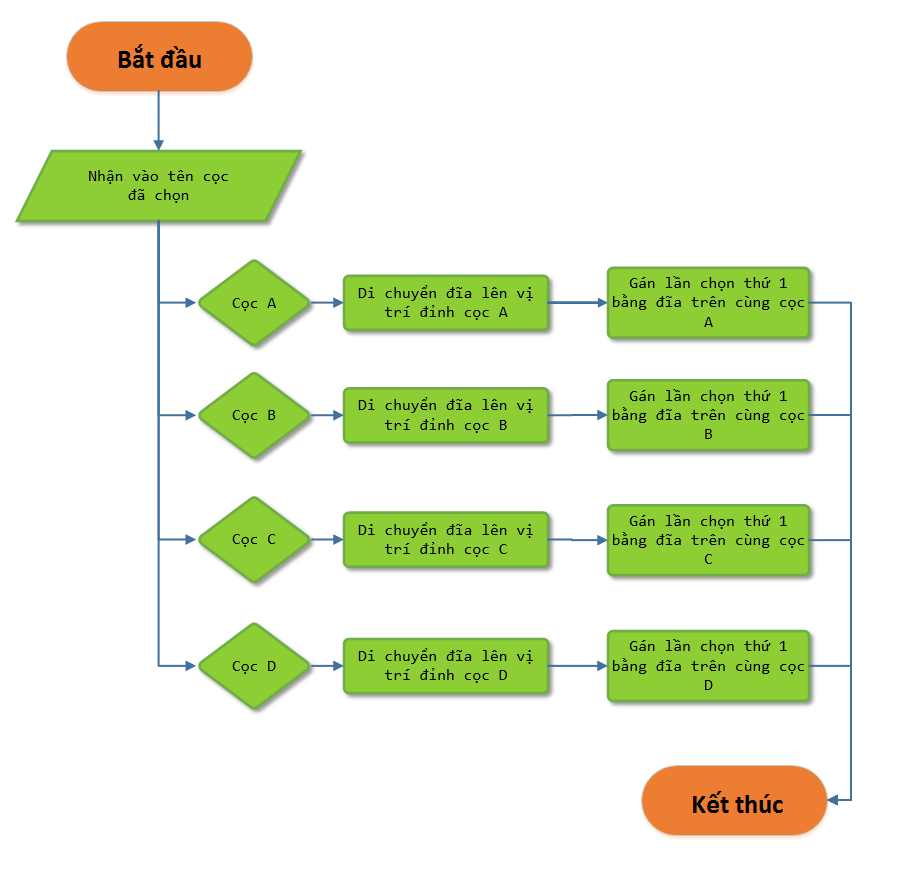 Bắt đầu
Nhận vào tên cọc
đã chọn
Cọc A
Di chuyển đĩa lên vị
trí đỉnh cọc A
Gán lần chọn thứ 1
bằng đĩa trên cùng cọc
A
Cọc B
Di chuyển đĩa lên vị
trí đỉnh cọc B
Gán lần chọn thứ 1
bằng đĩa trên cùng cọc
B
Cọc C
Di chuyển đĩa lên vị
trí đỉnh cọc C
Gán lần chọn thứ 1
bằng đĩa trên cùng cọc
C
Cọc D
Di chuyển đĩa lên vị
trí đỉnh cọc D
Gán lần chọn thứ 1
bằng đĩa trên cùng cọc
D
Kết thúc